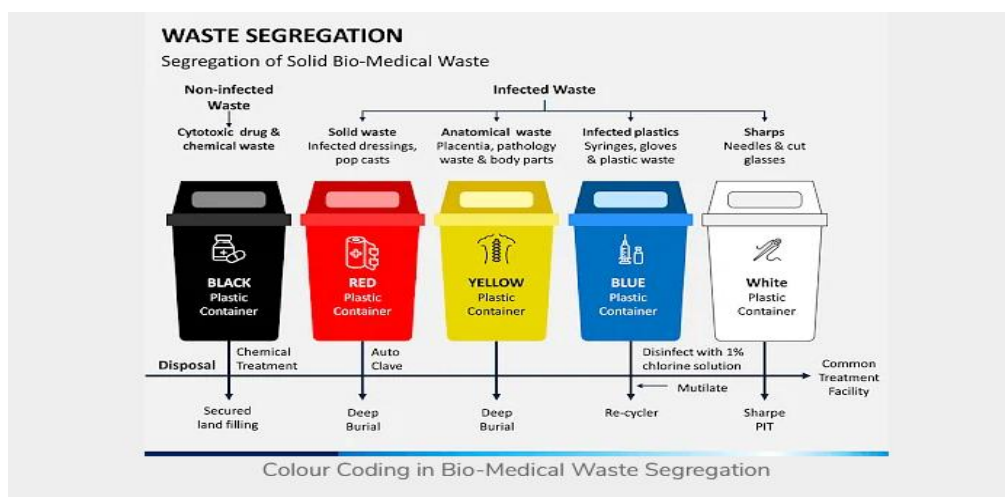 WASTE SEGREGATION
Segregation of Solid Bio-Medical Waste
Non-infected
Waste
Infected Waste
Cytotoxic drug &
chemical waste
Solid waste
Infected dressings,
pop casts
Anatomical waste
Placenta, pathology
waste & body parts
Infected plastics
Syringes, gloves
& plastic waste
Sharps
Needles & cut
glasses
BLACK
Plastic
Container
RED
Plastic
Container
YELLOW
Plastic
Container
BLUE
Plastic
Container
White
Plastic
Container
Disposal
Chemical
Treatment
Auto
Clave
Disinfect with 1%
chlorine solution
Mutilate
Common
Treatment
Facility
Secured
land filling
Deep
Burial
Deep
Burial
Re-cycler
Sharpe
PIT
Colour Coding in Bio-Medical Waste Segregation